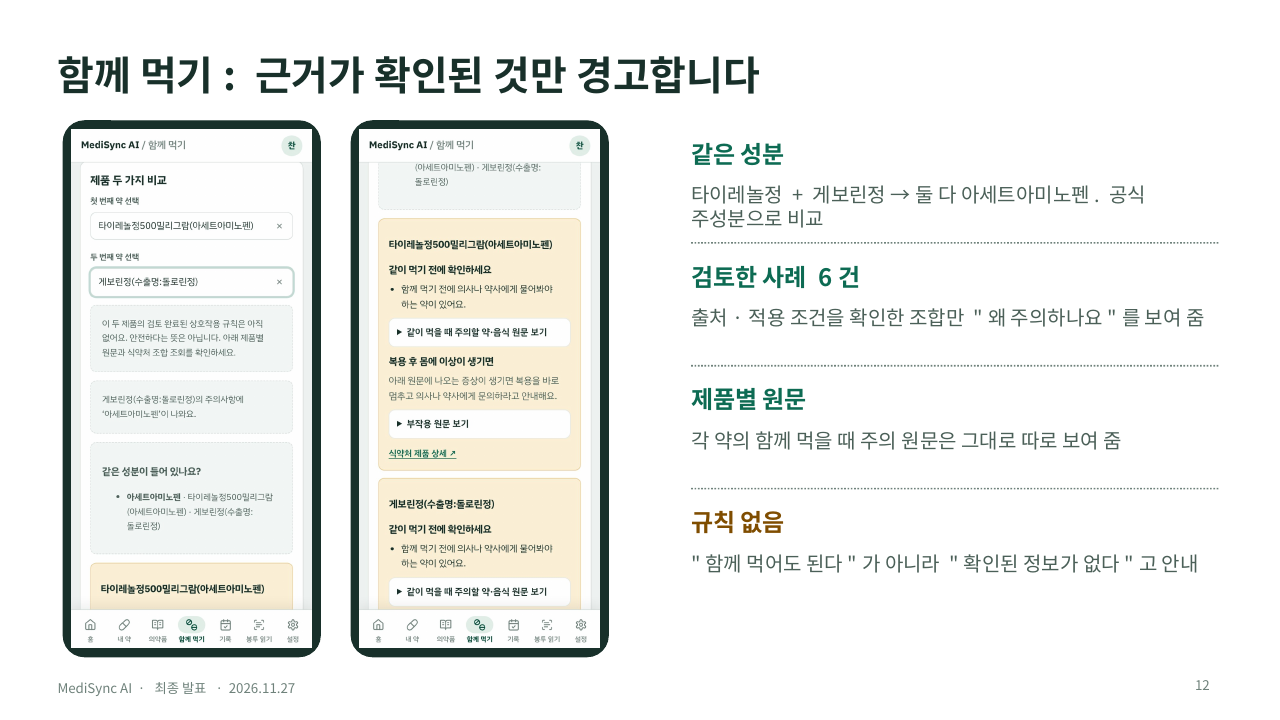 함께 먹기 : 근거가 확인된 것만 경고합니다
MediSync AI / 함께 먹기
찬
제품 두 가지 비교
첫 번째 약 선택
타이레놀정500밀리그람(아세트아미노펜) ×
두 번째 약 선택
게보린정(수출명:돌로린정) ×
이 두 제품의 검토 완료된 상호작용 규칙은 아직
없어요. 안전하다는 뜻은 아닙니다. 아래 제품별
원문과 식약처 조합 조회를 확인하세요.
게보린정(수출명:돌로린정)의 주의사항에
'아세트아미노펜'이 나와요.
같은 성분이 들어 있나요?
• 아세트아미노펜 · 타이레놀정500밀리그람
(아세트아미노펜) · 게보린정(수출명:
돌로린정)
타이레놀정500밀리그람(아세트아미노펜)
홈 내 약 의약품 함께 먹기 기록 봉투 읽기 설정
MediSync AI / 함께 먹기
찬
(아세트아미노펜) · 게보린정(수출명:
돌로린정)
타이레놀정500밀리그람(아세트아미노펜)
같이 먹기 전에 확인하세요
• 함께 먹기 전에 의사나 약사에게 물어봐야
하는 약이 있어요.
▶ 같이 먹을 때 주의할 약·음식 원문 보기
복용 후 몸에 이상이 생기면
아래 원문에 나오는 증상이 생기면 복용을 바로
멈추고 의사나 약사에게 문의하라고 안내해요.
▶ 부작용 원문 보기
식약처 제품 상세 ↗
게보린정(수출명:돌로린정)
같이 먹기 전에 확인하세요
• 함께 먹기 전에 의사나 약사에게 물어봐야
하는 약이 있어요.
▶ 같이 먹을 때 주의할 약·음식 원문 보기
홈 내 약 의약품 함께 먹기 기록 봉투 읽기 설정
같은 성분
타이레놀정 + 게보린정 → 둘 다 아세트아미노펜 . 공식
주성분으로 비교
검토한 사례 6 건
출처 · 적용 조건을 확인한 조합만 " 왜 주의하나요 " 를 보여 줌
제품별 원문
각 약의 함께 먹을 때 주의 원문은 그대로 따로 보여 줌
규칙 없음
" 함께 먹어도 된다 " 가 아니라 " 확인된 정보가 없다 " 고 안내
MediSync AI · 최종 발표 · 2026.11.27
12